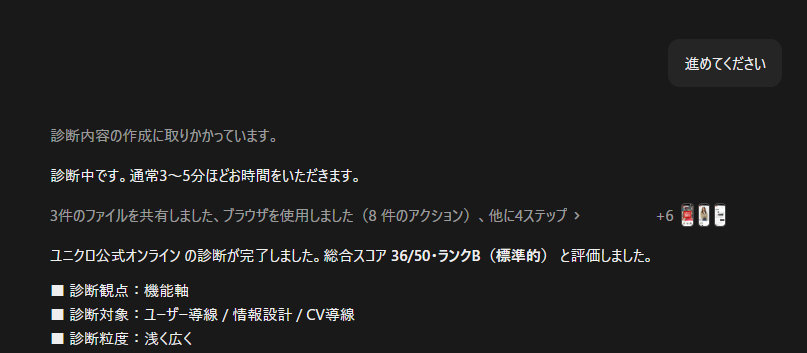 進めてください
診断内容の作成に取りかかっています。
診断中です。通常3〜5分ほどお時間をいただきます。
3件のファイルを共有しました、ブラウザを使用しました（8 件のアクション）、他に4ステップ >
+6
ユニクロ公式オンライン の診断が完了しました。総合スコア 36/50・ランクB（標準的） と評価しました。
■ 診断観点：機能軸
■ 診断対象：ユーザー導線 / 情報設計 / CV導線
■ 診断粒度：浅く広く